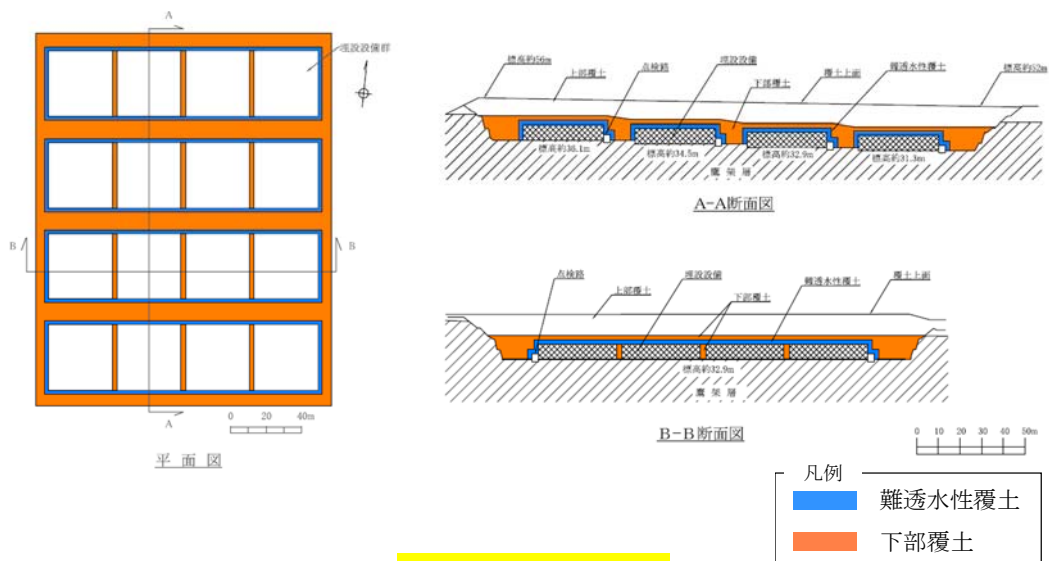 A
埋設設備群
B
B
A
0 20 40m
平面図
標高約56m
上部覆土
点検路
埋設設備
下部覆土
覆土上面
難透水性覆土
標高約52m
標高約36.1m
標高約34.5m
標高約32.9m
標高約31.3m
鷹架層
A-A断面図
点検路
上部覆土
埋設設備
下部覆土
難透水性覆土
覆土上面
標高約32.9m
鷹架層
B-B断面図
0 10 20 30 40 50m
凡例
難透水性覆土
下部覆土